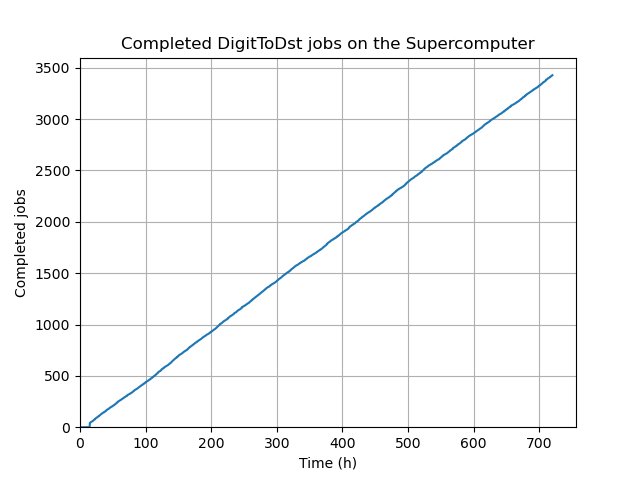 Completed DigitToDst jobs on the Supercomputer
3500
3000
2500
2000
1500
1000
500
0
Completed jobs
0 100 200 300 400 500 600 700
Time (h)